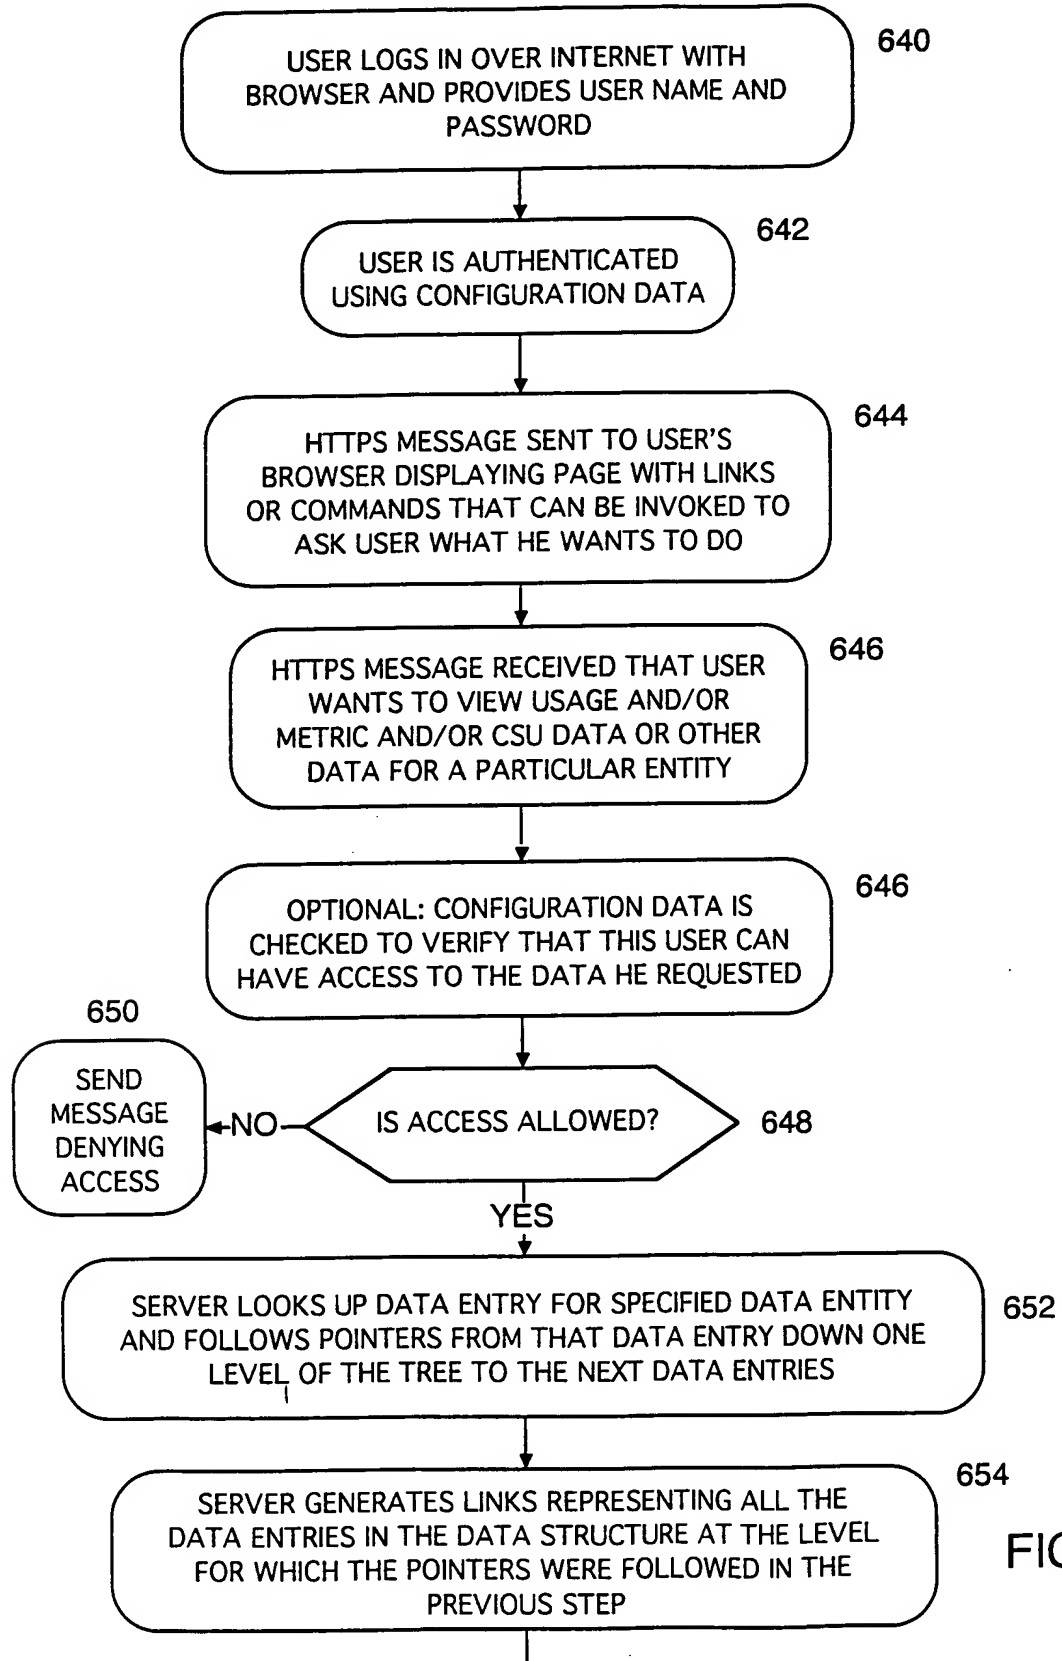 640
USER LOGS IN OVER INTERNET WITH
BROWSER AND PROVIDES USER NAME AND
PASSWORD
642
USER IS AUTHENTICATED
USING CONFIGURATION DATA
644
HTTPS MESSAGE SENT TO USER'S
BROWSER DISPLAYING PAGE WITH LINKS
OR COMMANDS THAT CAN BE INVOKED TO
ASK USER WHAT HE WANTS TO DO
646
HTTPS MESSAGE RECEIVED THAT USER
WANTS TO VIEW USAGE AND/OR
METRIC AND/OR CSU DATA OR OTHER
DATA FOR A PARTICULAR ENTITY
646
OPTIONAL: CONFIGURATION DATA IS
CHECKED TO VERIFY THAT THIS USER CAN
HAVE ACCESS TO THE DATA HE REQUESTED
650
SEND
MESSAGE
DENYING
ACCESS
NO
IS ACCESS ALLOWED?
648
YES
SERVER LOOKS UP DATA ENTRY FOR SPECIFIED DATA ENTITY
AND FOLLOWS POINTERS FROM THAT DATA ENTRY DOWN ONE
LEVEL OF THE TREE TO THE NEXT DATA ENTRIES
652
654
SERVER GENERATES LINKS REPRESENTING ALL THE
DATA ENTRIES IN THE DATA STRUCTURE AT THE LEVEL
FOR WHICH THE POINTERS WERE FOLLOWED IN THE
PREVIOUS STEP